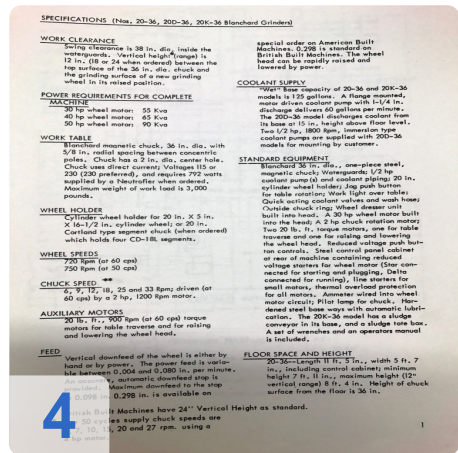 SPECIFICATIONS (Nos. 20-36, 20D-36, 20K-36 Blanchard Grinders)
WORK CLEARANCE
Swing clearance is 38 in. dia. inside the
waterguards. Vertical height (range) is
12 in. (18 or 24 when ordered) between the
top surface of the 36 in. dia. chuck and
the grinding surface of a new grinding
wheel in its raised position.
POWER REQUIREMENTS FOR COMPLETE
MACHINE
30 hp wheel motor: 55 Kva
40 hp wheel motor: 65 Kva
50 hp wheel motor: 90 Kva
WORK TABLE
Blanchard magnetic chuck, 36 in. dia. with
5/8 in. radial spacing between concentric
poles. Chuck has a 2 in. dia. center hole.
Chuck uses direct current; Voltages 115 or
230 (230 preferred), and requires 792 watts
supplied by a Neutrofier when ordered.
Maximum weight of work load is 3,000
pounds.
WHEEL HOLDER
Cylinder wheel holder for 20 in. X 5 in.
X 16-1/2 in. cylinder wheel; or 20 in.
Cortland type segment chuck (when ordered)
which holds four CD-18L segments.
WHEEL SPEEDS
720 Rpm (at 60 cps)
750 Rpm (at 50 cps)
CHUCK SPEED
6, 9, 12, 18, 25 and 33 Rpm; driven (at
60 cps) by a 2 hp, 1200 Rpm motor.
AUXILIARY MOTORS
20 lb. ft., 900 Rpm (at 60 cps) torque
motors for table traverse and for raising
and lowering the wheel head.
FEED
Vertical downfeed of the wheel is either by
hand or by power. The power feed is varia-
ble between 0.004 and 0.080 in. per minute.
An automatic downfeed stop is
provided. Maximum downfeed to the stop
0.098 in. 0.298 in. is available on
special order on American Built
Machines. 0.298 is standard on
British Built Machines. The wheel
head can be rapidly raised and
lowered by power.
COOLANT SUPPLY
"Wet" Base capacity of 20-36 and 20K-36
models is 125 gallons. A flange mounted,
motor driven coolant pump with 1-1/4 in.
discharge delivers 60 gallons per minute.
The 20D-36 model discharges coolant from
its base at 15 in. height above floor level.
Two 1/2 hp, 1800 Rpm, immersion type
coolant pumps are supplied with 20D-36
models for mounting by customer.
STANDARD EQUIPMENT
Blanchard 36 in. dia., one-piece steel,
magnetic chuck; Waterguards; 1/2 hp
coolant pump(s) and coolant piping; 20 in.
cylinder wheel holder; Jog push button
for table rotation; Work light over table;
Quick acting coolant valves and wash hose;
Outside chuck ring; Wheel dresser unit
built into head. A 30 hp wheel motor built
into the head; A 2 hp chuck rotation motor;
Two 20 lb. ft. torque motors, one for table
traverse and one for raising and lowering
the wheel head. Reduced voltage push but-
ton controls. Steel control panel cabinet
at rear of machine containing reduced
voltage starters for wheel motor (Star con-
nected for starting and plugging, Delta
connected for running), line starters for
small motors, thermal overload protection
for all motors. Ammeter wired into wheel
motor circuit; Pilot lamp for chuck. Har-
dened steel base ways with automatic lubri-
cation. The 20K-36 model has a sludge
conveyor in its base, and a sludge tote box.
A set of wrenches and an operators manual
is included.
FLOOR SPACE AND HEIGHT
20-36—Length 11 ft. 5 in., width 5 ft. 7
in., including control cabinet; minimum
height 7 ft. 11 in., maximum height (12"
vertical range) 8 ft. 4 in. Height of chuck
surface from the floor is 36 in.
British Built Machines have 24" Vertical Height as standard.
50 cycles supply chuck speeds are
7, 10, 15, 20 and 27 rpm. using a
hp motor.
1
4